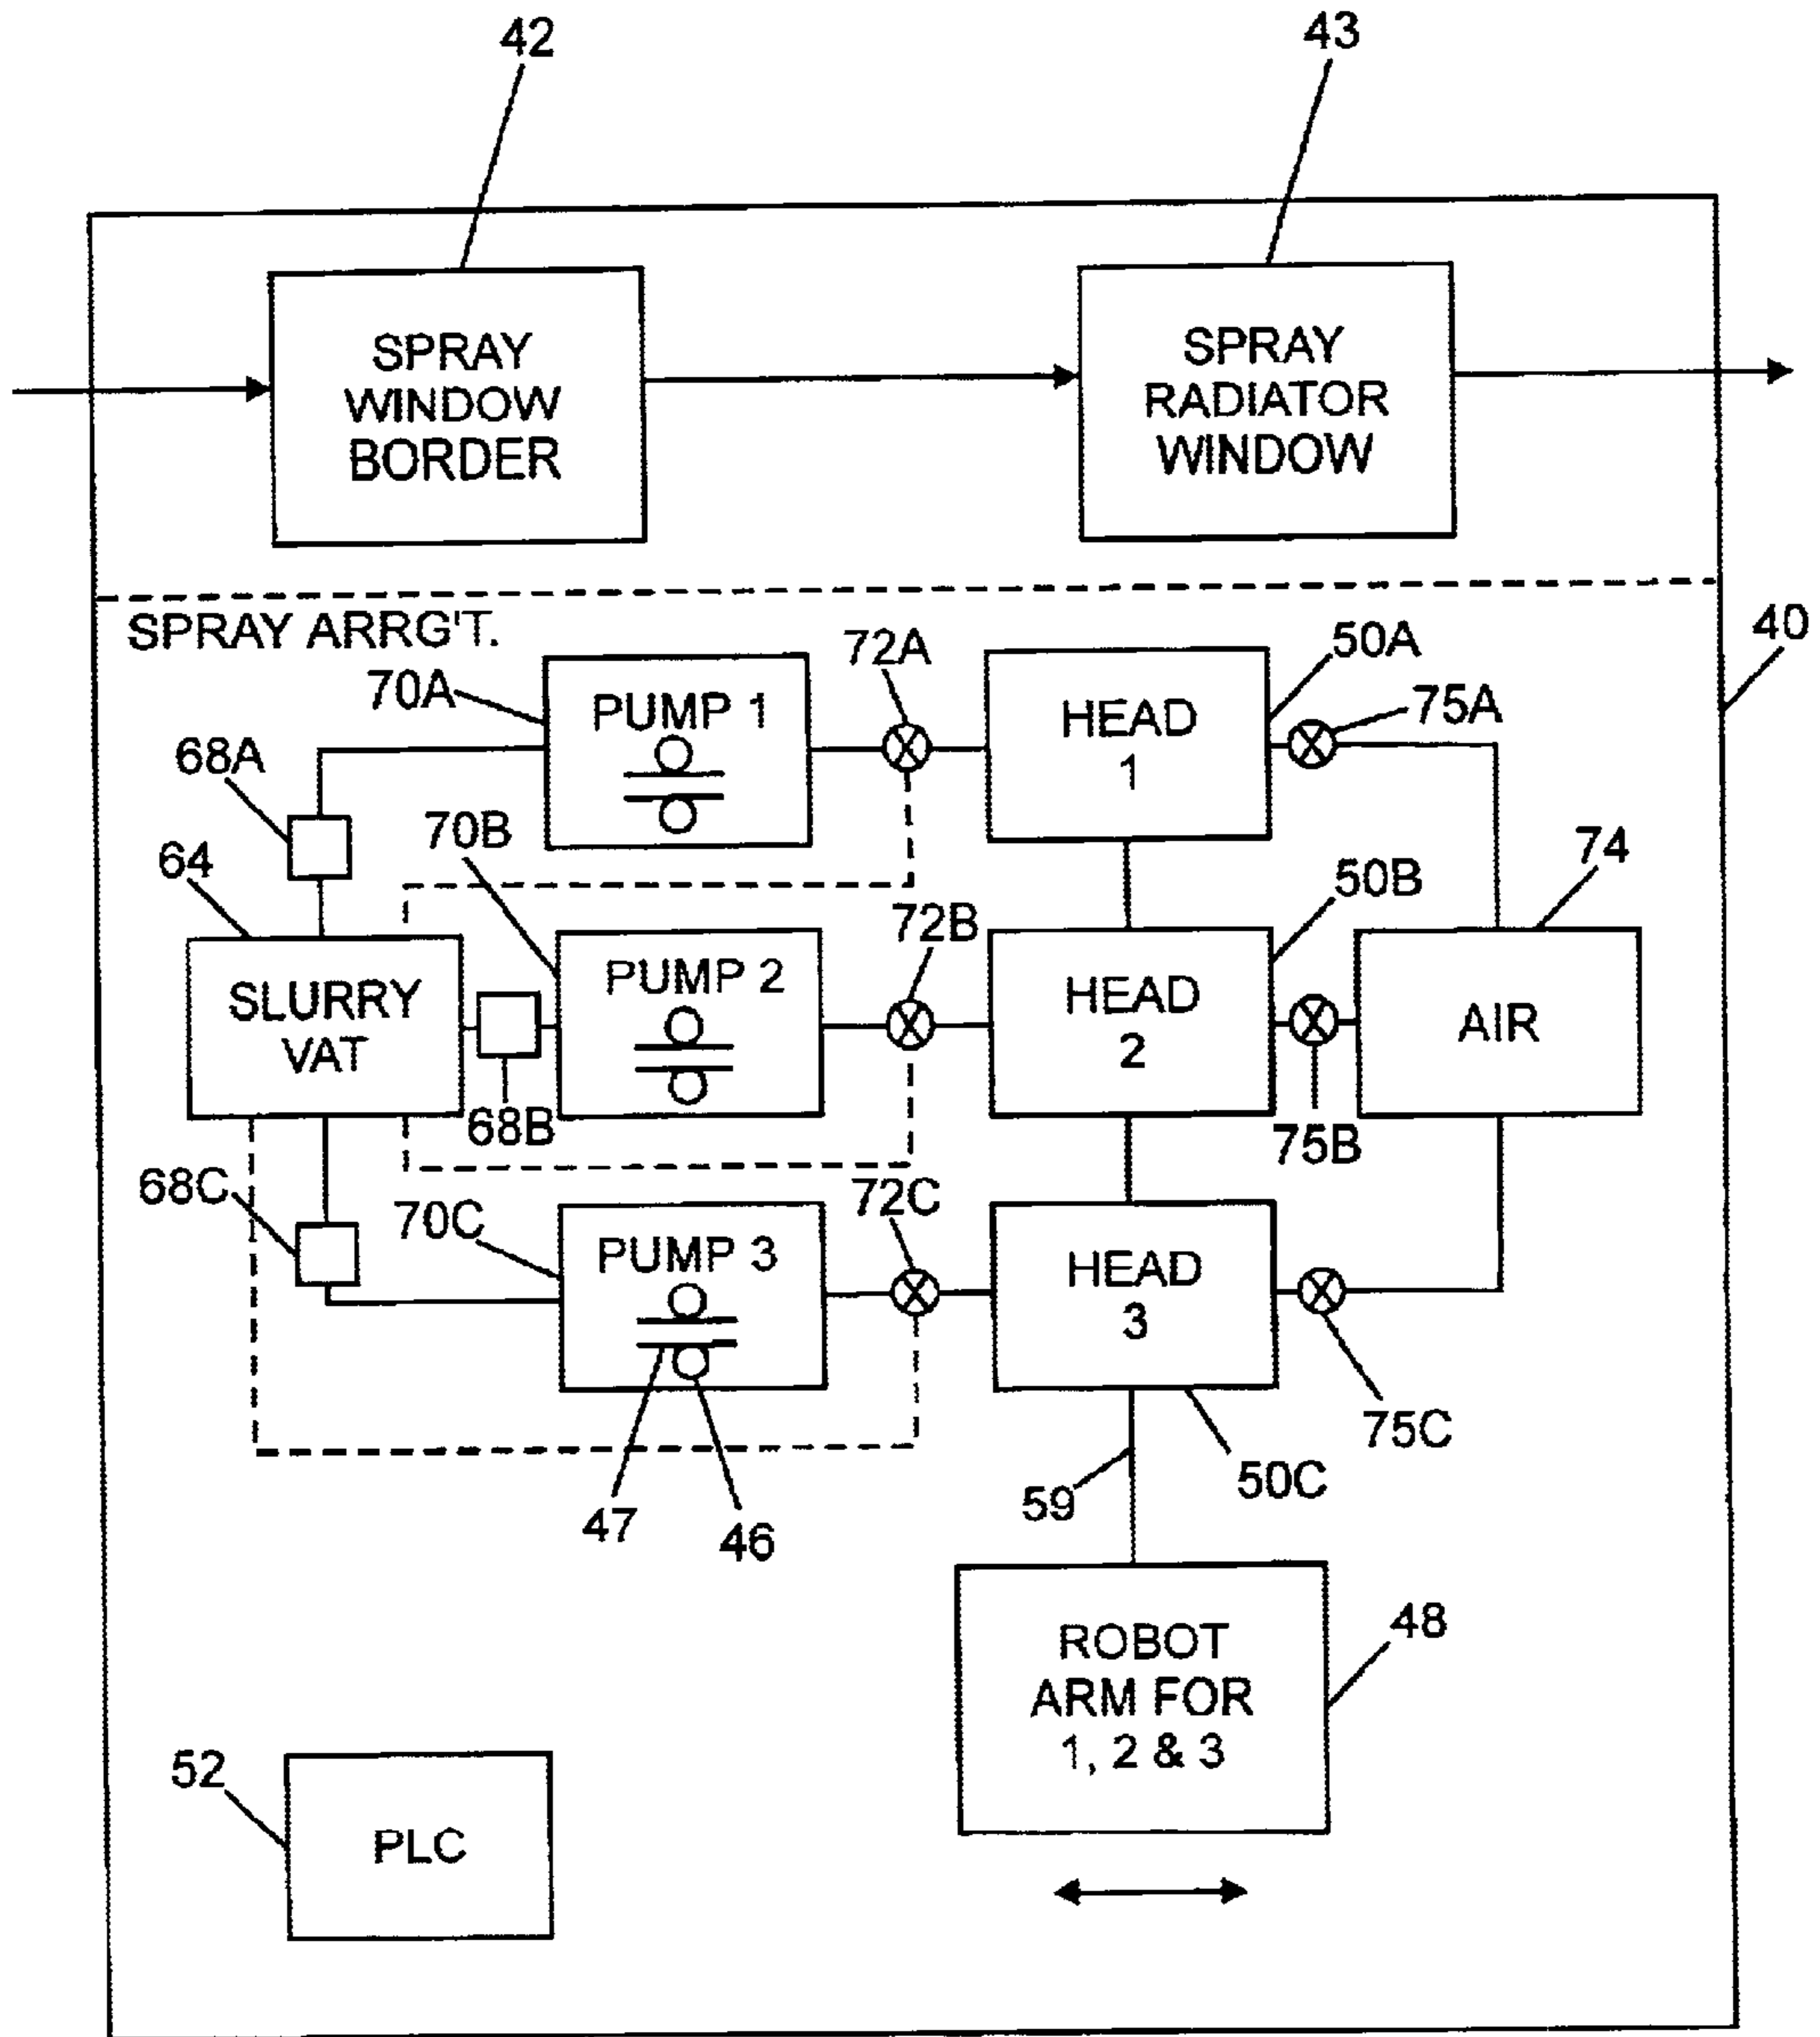 42
43
SPRAY
WINDOW
BORDER
SPRAY
RADIATOR
WINDOW
SPRAY ARRG'T.
40
70A
PUMP 1
72A
HEAD
1
50A
75A
68A
64
70B
74
SLURRY
VAT
68B
PUMP 2
72B
HEAD
2
50B
75B
AIR
68C
70C
PUMP 3
72C
HEAD
3
75C
50C
47
46
59
ROBOT
ARM FOR
1, 2 & 3
48
52
PLC